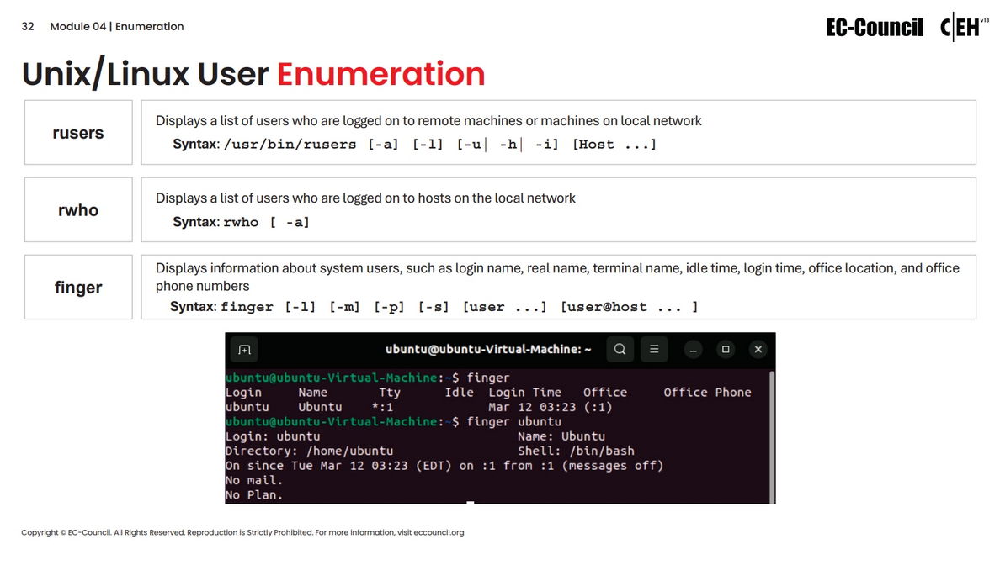 32 Module 04 | Enumeration
EC-Council C|EH v13
Unix/Linux User Enumeration
rusers
Displays a list of users who are logged on to remote machines or machines on local network
Syntax: /usr/bin/rusers [-a] [-l] [-u| -h| -i] [Host ...]
rwho
Displays a list of users who are logged on to hosts on the local network
Syntax: rwho [ -a]
finger
Displays information about system users, such as login name, real name, terminal name, idle time, login time, office location, and office
phone numbers
Syntax: finger [-l] [-m] [-p] [-s] [user ...] [user@host ... ]
ubuntu@ubuntu-Virtual-Machine: ~
ubuntu@ubuntu-Virtual-Machine:~$ finger
Login Name Tty Idle Login Time Office Office Phone
ubuntu Ubuntu *:1 Mar 12 03:23 (:1)
ubuntu@ubuntu-Virtual-Machine:~$ finger ubuntu
Login: ubuntu Name: Ubuntu
Directory: /home/ubuntu Shell: /bin/bash
On since Tue Mar 12 03:23 (EDT) on :1 from :1 (messages off)
No mail.
No Plan.
Copyright © EC-Council. All Rights Reserved. Reproduction is Strictly Prohibited. For more information, visit eccouncil.org